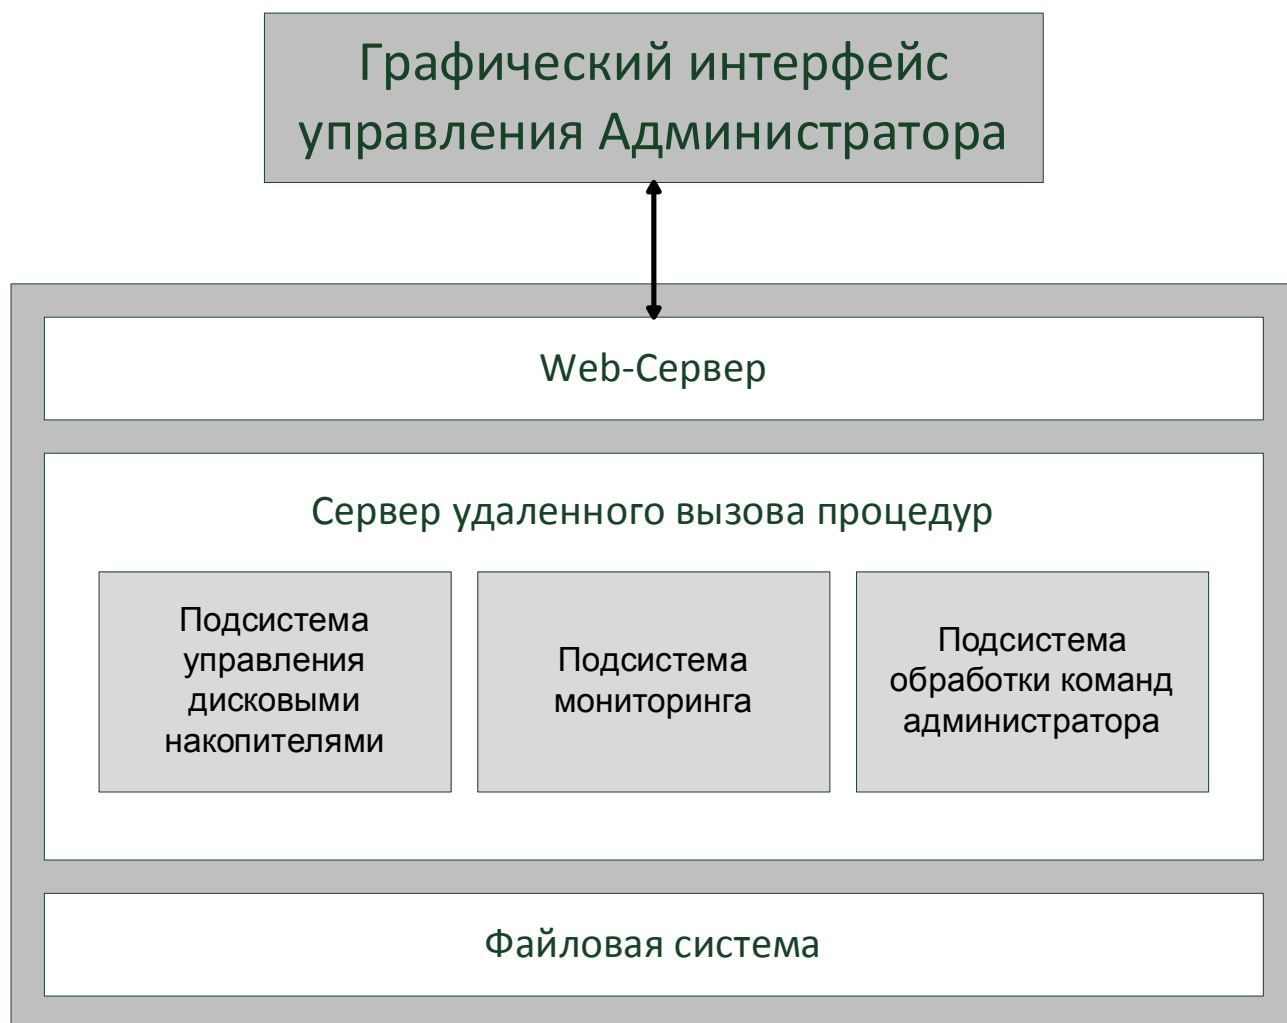 Графический интерфейс
управления Администратора
Web-Сервер
Сервер удаленного вызова процедур
Подсистема
управления
дисковыми
накопителями
Подсистема
мониторинга
Подсистема
обработки команд
администратора
Файловая система